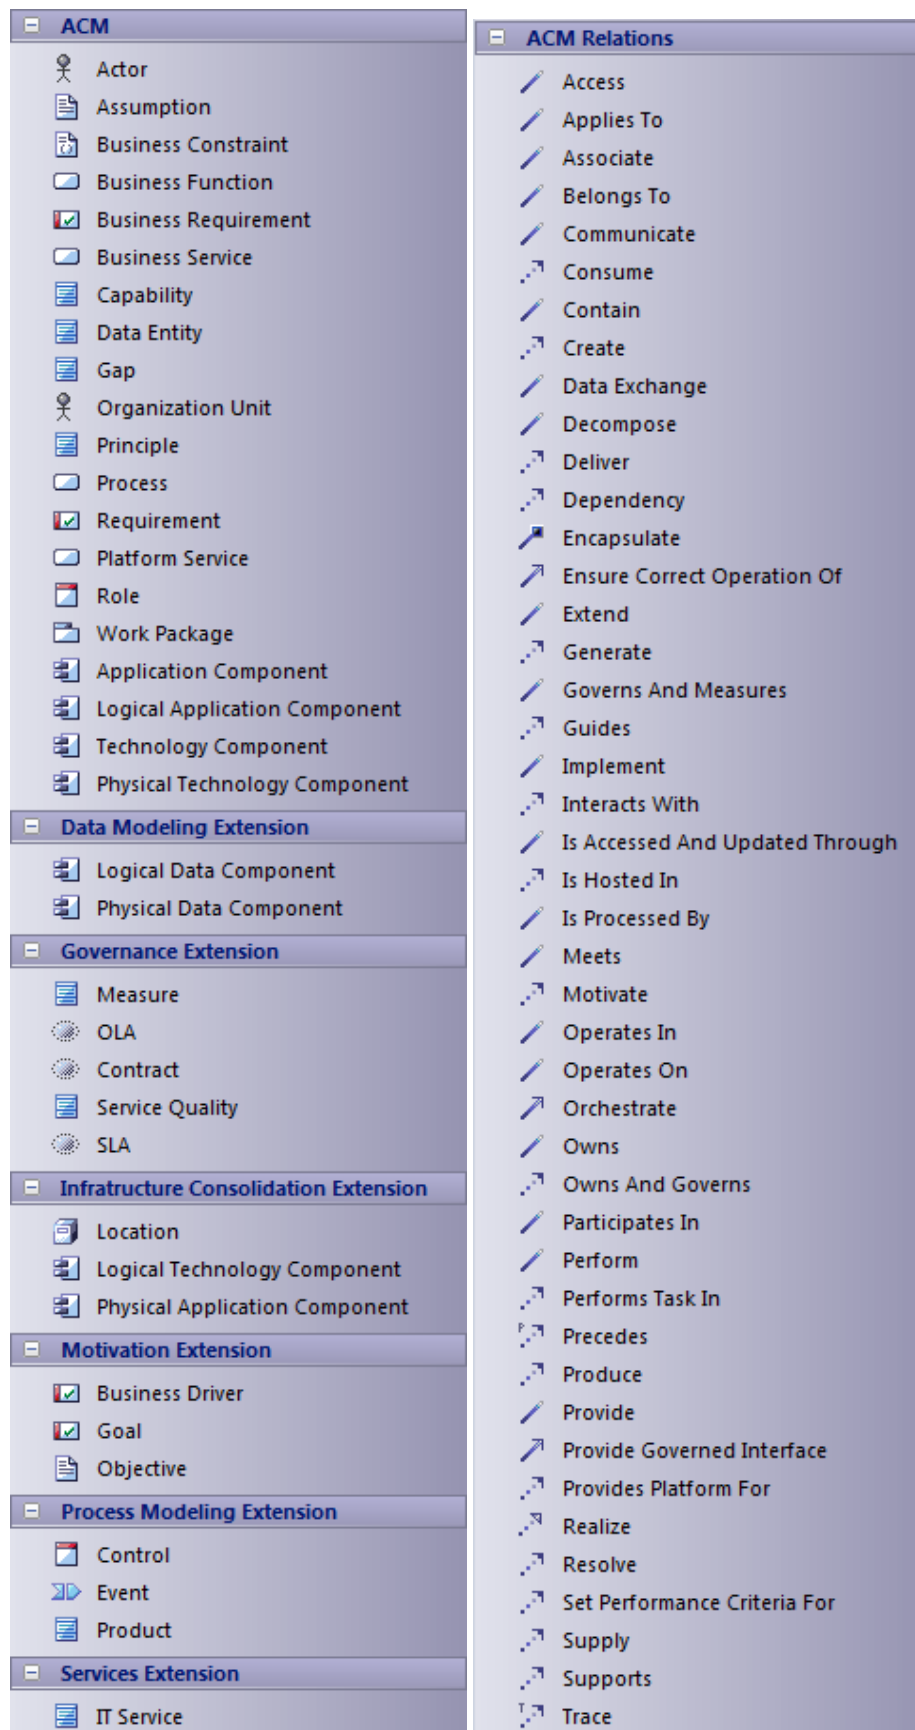 ACM
Actor
Assumption
Business Constraint
Business Function
Business Requirement
Business Service
Capability
Data Entity
Gap
Organization Unit
Principle
Process
Requirement
Platform Service
Role
Work Package
Application Component
Logical Application Component
Technology Component
Physical Technology Component
Data Modeling Extension
Logical Data Component
Physical Data Component
Governance Extension
Measure
OLA
Contract
Service Quality
SLA
Infratructure Consolidation Extension
Location
Logical Technology Component
Physical Application Component
Motivation Extension
Business Driver
Goal
Objective
Process Modeling Extension
Control
Event
Product
Services Extension
IT Service
ACM Relations
Access
Applies To
Associate
Belongs To
Communicate
Consume
Contain
Create
Data Exchange
Decompose
Deliver
Dependency
Encapsulate
Ensure Correct Operation Of
Extend
Generate
Governs And Measures
Guides
Implement
Interacts With
Is Accessed And Updated Through
Is Hosted In
Is Processed By
Meets
Motivate
Operates In
Operates On
Orchestrate
Owns
Owns And Governs
Participates In
Perform
Performs Task In
P Precedes
Produce
Provide
Provide Governed Interface
Provides Platform For
Realize
Resolve
Set Performance Criteria For
Supply
Supports
T Trace